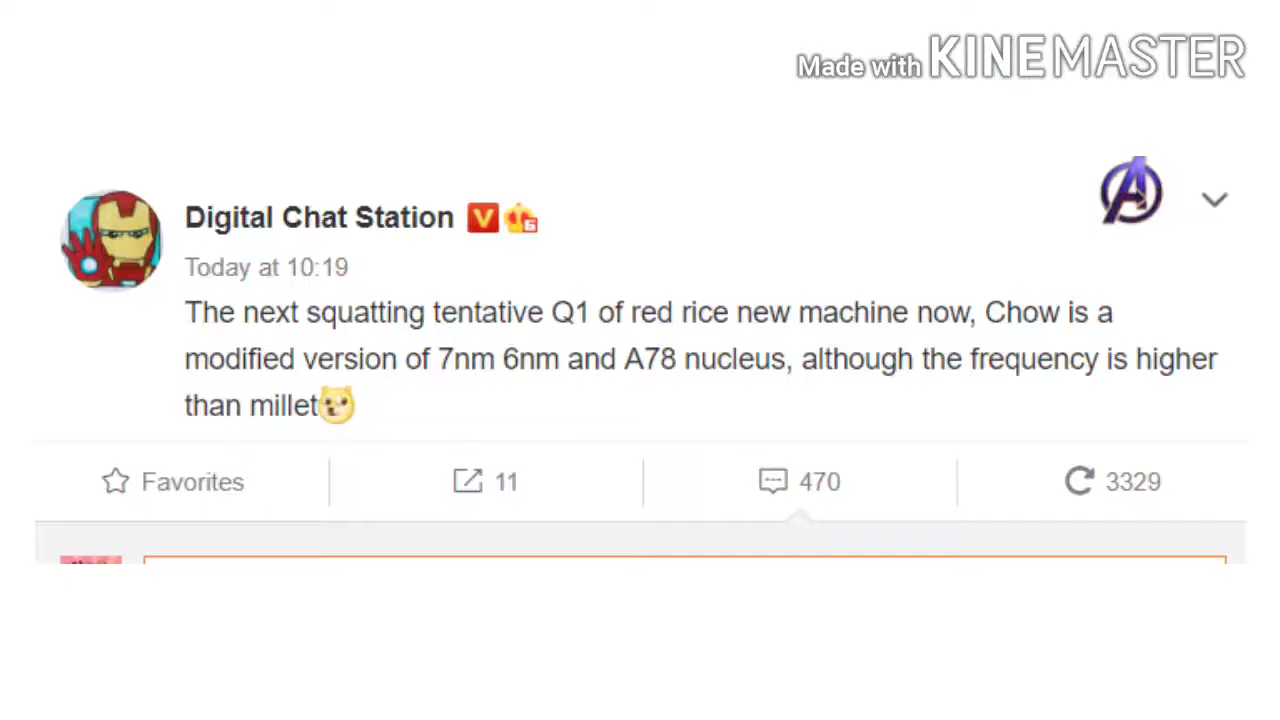 Made with KINEMASTER
Digital Chat Station
Today at 10:19
The next squatting tentative Q1 of red rice new machine now, Chow is a
modified version of 7nm 6nm and A78 nucleus, although the frequency is higher
than millet
Favorites
11
470
3329